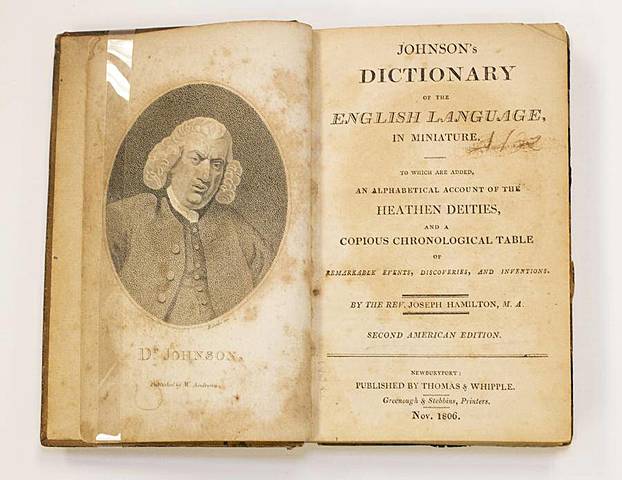 Dr. JOHNSON.
Published by W. Andrews.
JOHNSON's
DICTIONARY
OF THE
ENGLISH LANGUAGE,
IN MINIATURE.
TO WHICH ARE ADDED,
AN ALPHABETICAL ACCOUNT OF THE
HEATHEN DEITIES,
AND A
COPIOUS CHRONOLOGICAL TABLE
OF
REMARKABLE EVENTS, DISCOVERIES, AND INVENTIONS.
BY THE REV. JOSEPH HAMILTON, M. A.
SECOND AMERICAN EDITION.
NEWBURYPORT:
PUBLISHED BY THOMAS & WHIPPLE.
Greenough & Stebbins, Printers.
Nov. 1806.